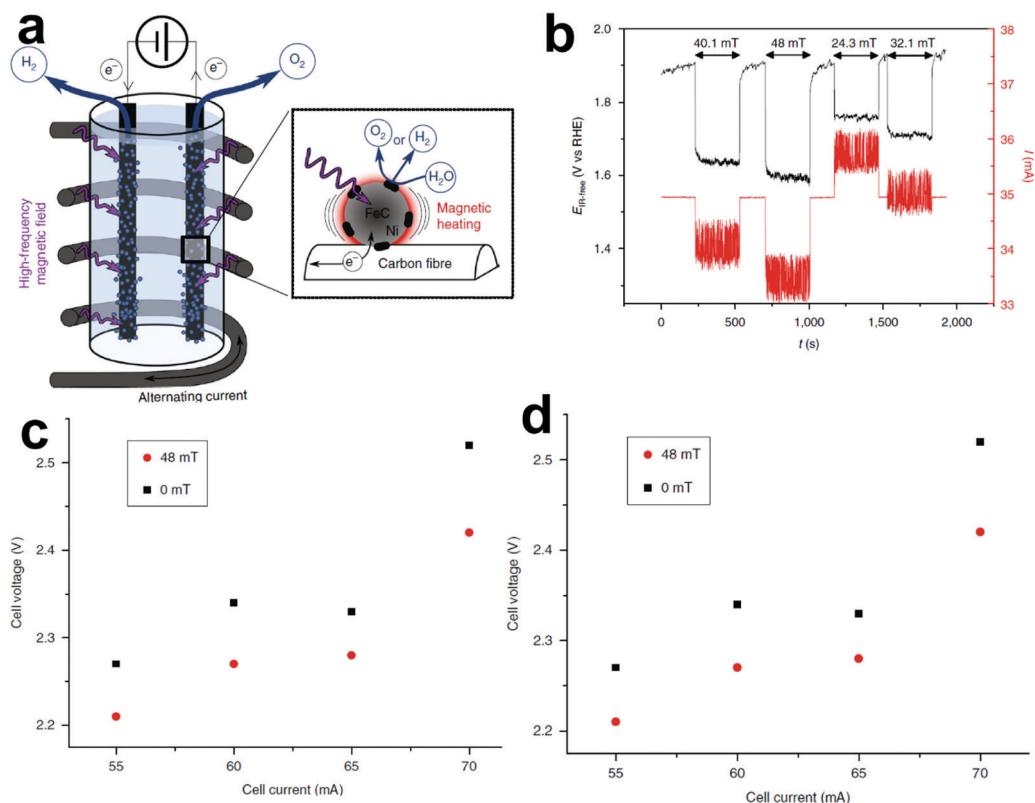 a
H₂
O₂
e⁻
e⁻
High-frequency
magnetic field
O₂ or H₂
H₂O
FeC
Ni
Magnetic
heating
e⁻
Carbon fibre
Alternating current
b
40.1 mT
48 mT
24.3 mT
32.1 mT
2.0
1.8
1.6
1.4
E_IR-free (V vs RHE)
38
37
36
35
34
33
I (mA)
0
500
1,000
1,500
2,000
t (s)
c
48 mT
0 mT
2.5
2.4
2.3
2.2
Cell voltage (V)
55
60
65
70
Cell current (mA)
d
48 mT
0 mT
2.5
2.4
2.3
2.2
Cell voltage (V)
55
60
65
70
Cell current (mA)